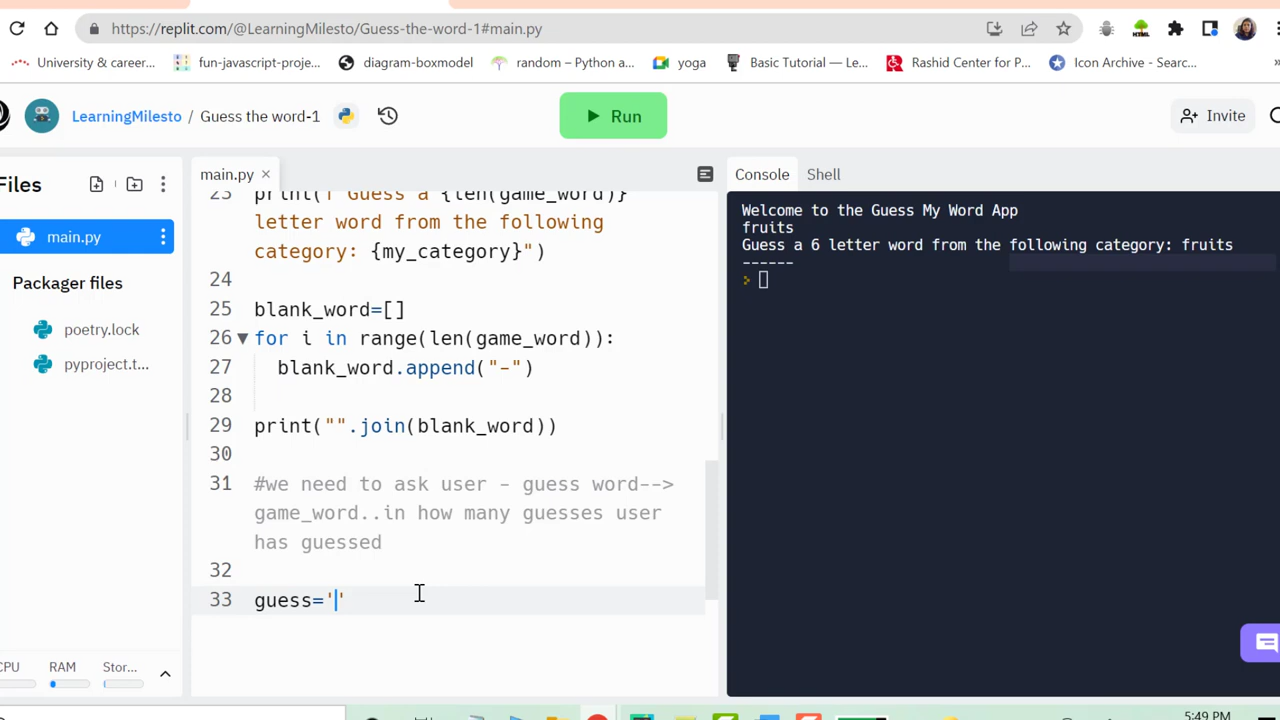 https://replit.com/@LearningMilesto/Guess-the-word-1#main.py
University & career...
fun-javascript-proje...
diagram-boxmodel
random – Python a...
yoga
Basic Tutorial — Le...
Rashid Center for P...
Icon Archive - Searc...
»
LearningMilesto / Guess the word-1
Run
Invite
Files
main.py
Console
Shell
main.py
Packager files
poetry.lock
pyproject.t...
23 print(f"Guess a {len(game_word)}
letter word from the following
category: {my_category}")
24
25 blank_word=[]
26 for i in range(len(game_word)):
27 blank_word.append("-")
28
29 print("".join(blank_word))
30
31 #we need to ask user - guess word-->
game_word..in how many guesses user
has guessed
32
33 guess=''
Welcome to the Guess My Word App
fruits
Guess a 6 letter word from the following category: fruits
------
>
CPU
RAM
Stor...
5:49 PM